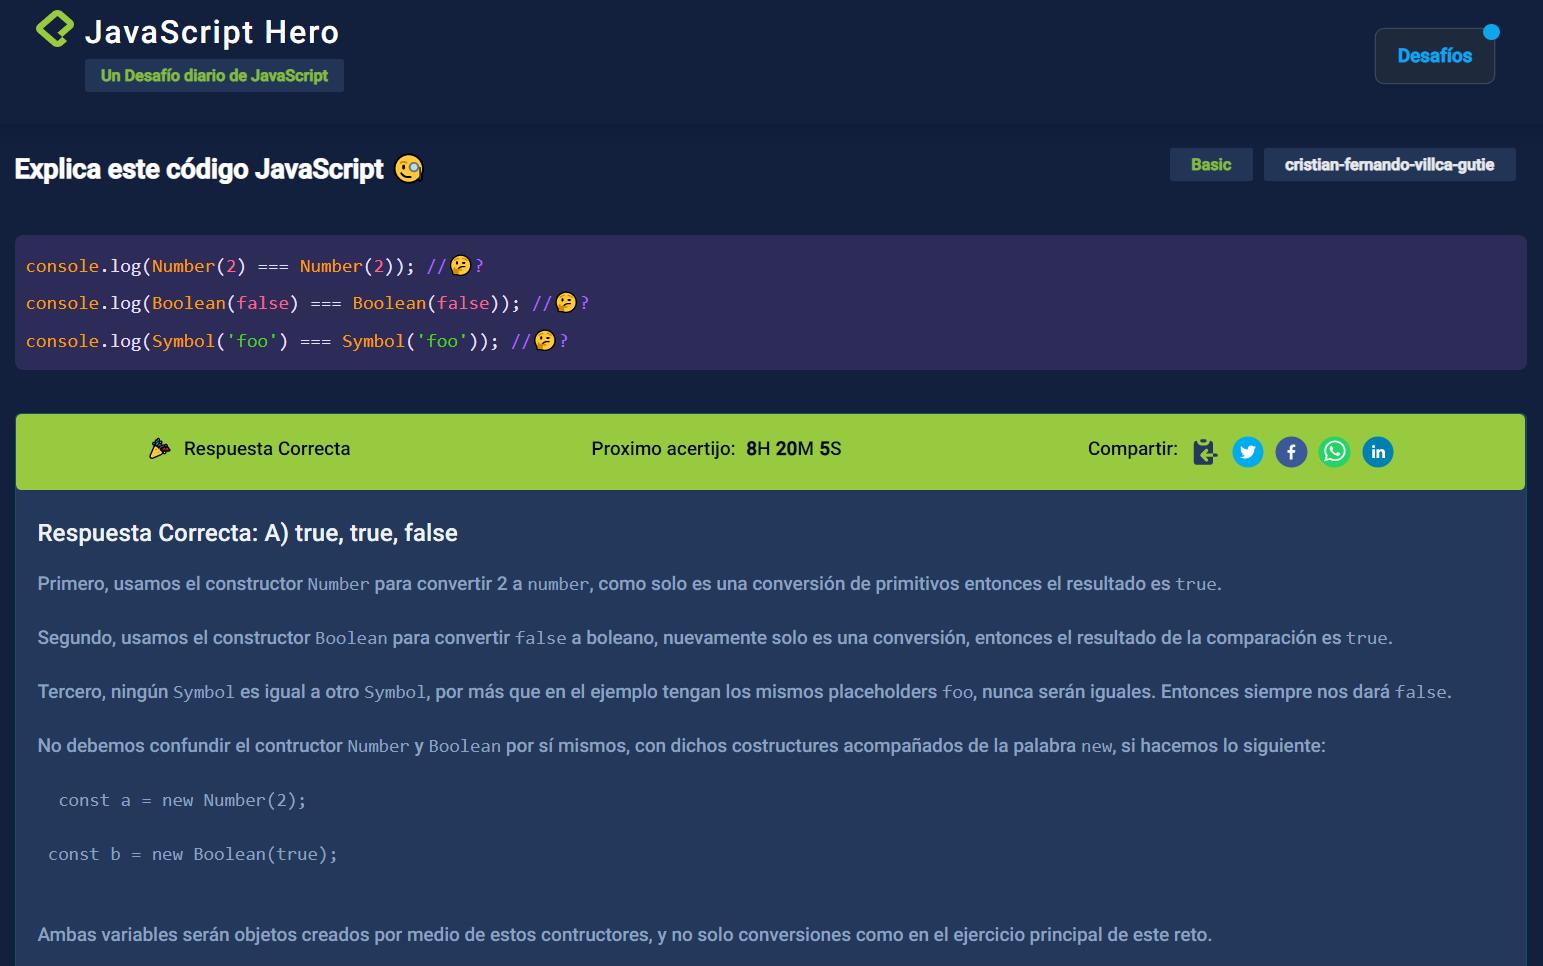 JavaScript Hero
Un Desafío diario de JavaScript
Desafíos
Explica este código JavaScript 🧐
Basic
cristian-fernando-villca-gutie
console.log(Number(2) === Number(2)); //🤔?
console.log(Boolean(false) === Boolean(false)); //🤔?
console.log(Symbol('foo') === Symbol('foo')); //🤔?
🎉 Respuesta Correcta
Proximo acertijo: 8H 20M 5S
Compartir:
Respuesta Correcta: A) true, true, false
Primero, usamos el constructor Number para convertir 2 a number, como solo es una conversión de primitivos entonces el resultado es true.
Segundo, usamos el constructor Boolean para convertir false a boleano, nuevamente solo es una conversión, entonces el resultado de la comparación es true.
Tercero, ningún Symbol es igual a otro Symbol, por más que en el ejemplo tengan los mismos placeholders foo, nunca serán iguales. Entonces siempre nos dará false.
No debemos confundir el contructor Number y Boolean por sí mismos, con dichos costructures acompañados de la palabra new, si hacemos lo siguiente:
const a = new Number(2);
const b = new Boolean(true);
Ambas variables serán objetos creados por medio de estos contructores, y no solo conversiones como en el ejercicio principal de este reto.